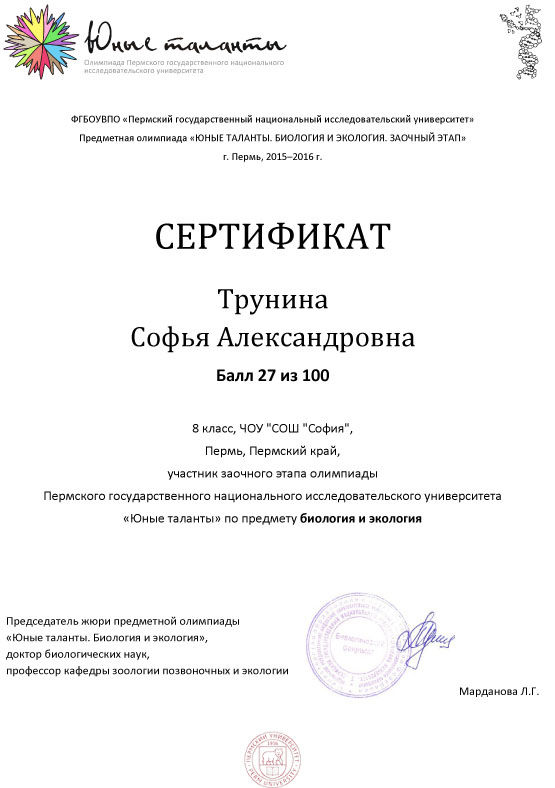 Юные таланты
Олимпиада Пермского государственного национального
исследовательского университета
ФГБОУВПО «Пермский государственный национальный исследовательский университет»
Предметная олимпиада «ЮНЫЕ ТАЛАНТЫ. БИОЛОГИЯ И ЭКОЛОГИЯ. ЗАОЧНЫЙ ЭТАП»
г. Пермь, 2015–2016 г.
СЕРТИФИКАТ
Трунина
Софья Александровна
Балл 27 из 100
8 класс, ЧОУ "СОШ "София",
Пермь, Пермский край,
участник заочного этапа олимпиады
Пермского государственного национального исследовательского университета
«Юные таланты» по предмету биология и экология
Председатель жюри предметной олимпиады
«Юные таланты. Биология и экология»,
доктор биологических наук,
профессор кафедры зоологии позвоночных и экологии
Биологический
факультет
Марданова Л.Г.
ПЕРМСКИЙ УНИВЕРСИТЕТ
1916
PERM UNIVERSITY